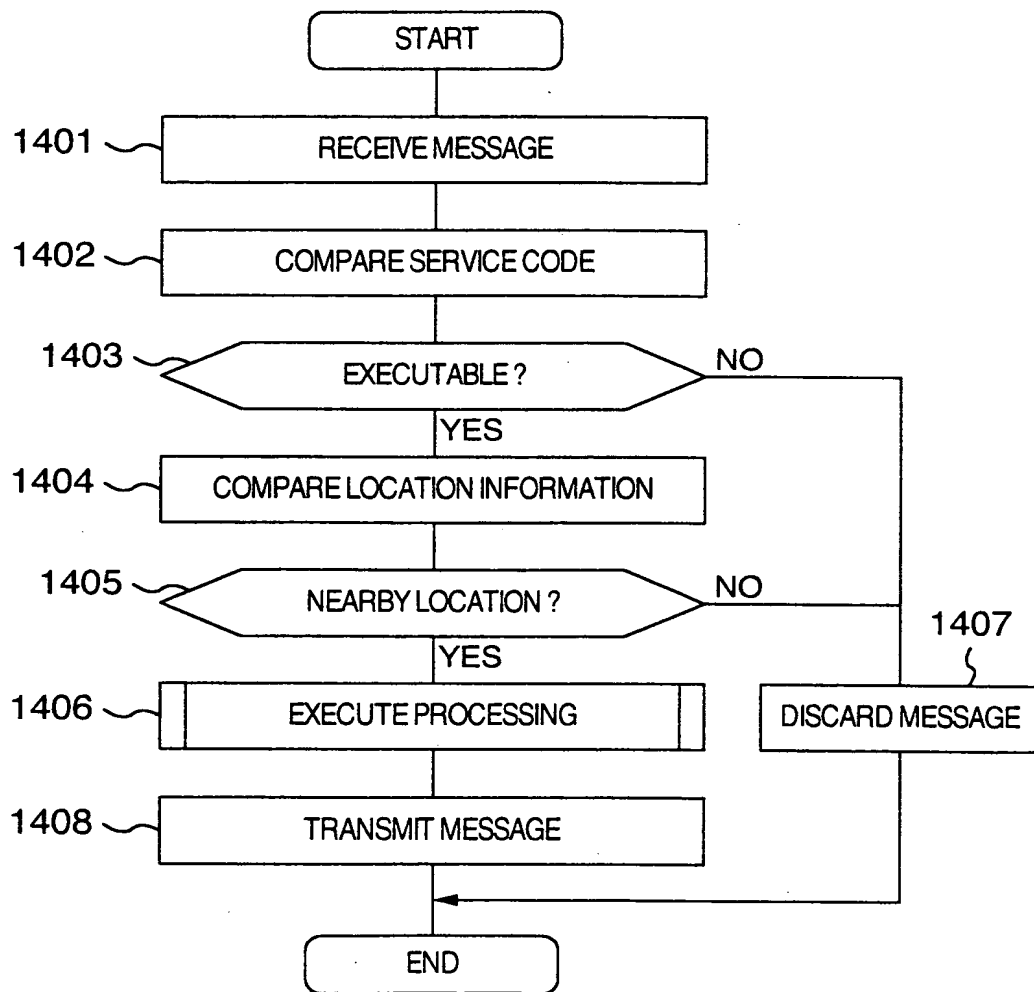 START
1401
RECEIVE MESSAGE
1402
COMPARE SERVICE CODE
1403
EXECUTABLE ?
NO
YES
1404
COMPARE LOCATION INFORMATION
1405
NEARBY LOCATION ?
NO
YES
1407
1406
EXECUTE PROCESSING
DISCARD MESSAGE
1408
TRANSMIT MESSAGE
END